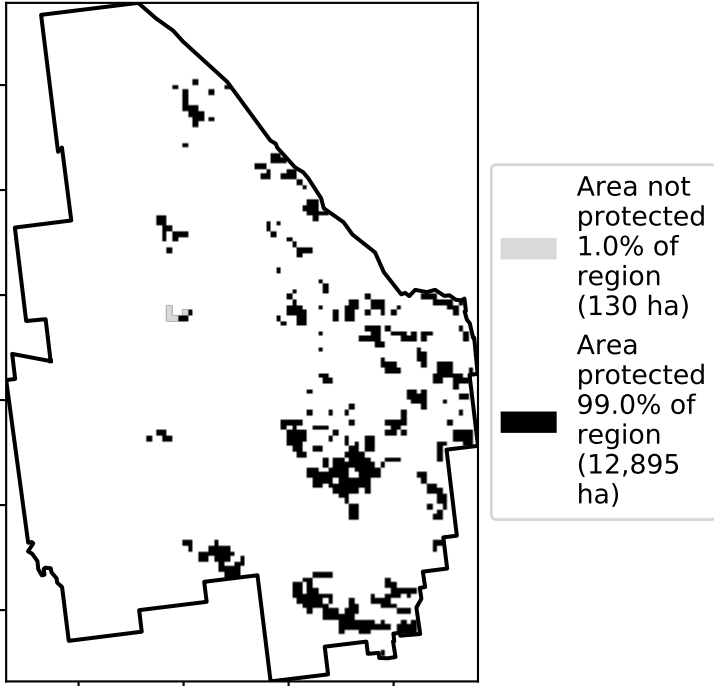 Area not
protected
1.0% of
region
(130 ha)
Area
protected
99.0% of
region
(12,895
ha)